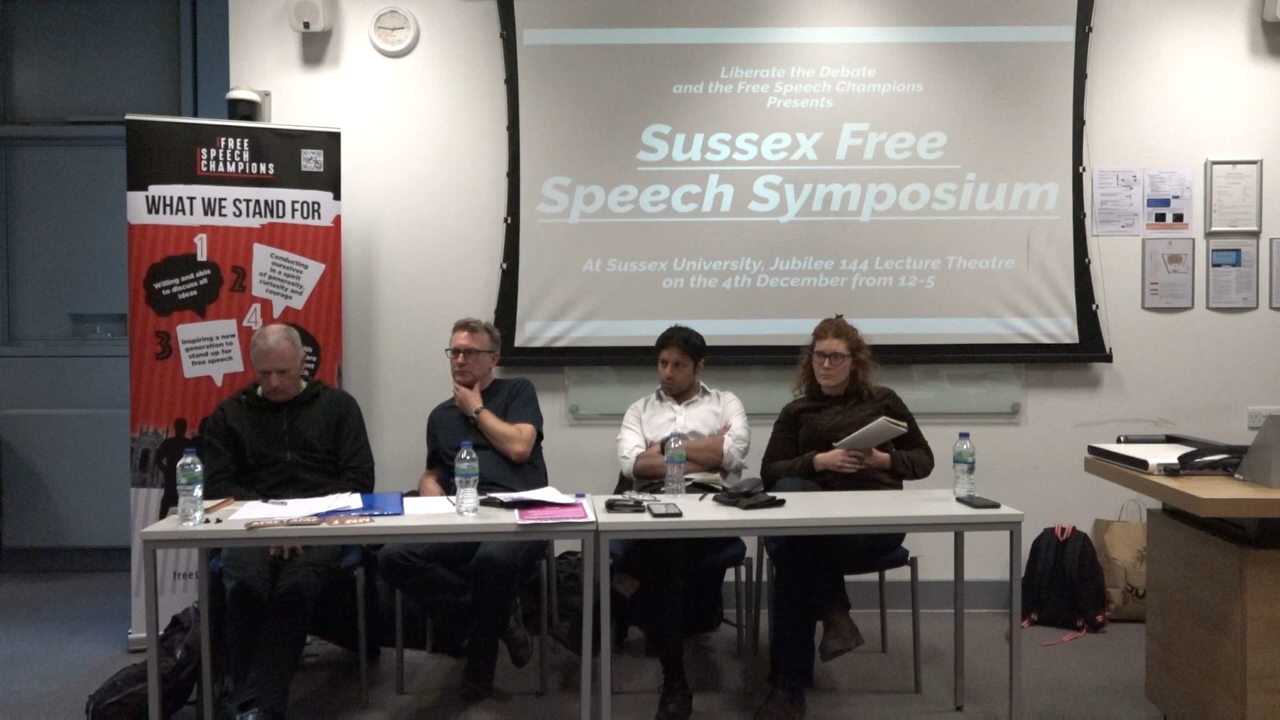 Liberate the Debate
and the Free Speech Champions
Presents
Sussex Free
Speech Symposium
At Sussex University, Jubilee 144 Lecture Theatre
on the 4th December from 12-5
FREE
SPEECH
CHAMPIONS
WHAT WE STAND FOR
1
Willing and able
to discuss all
ideas
2
Conducting
ourselves
in a spirit
of generosity,
curiosity and
courage
3
Inspiring a new
generation to
stand up for
free speech
4
frees